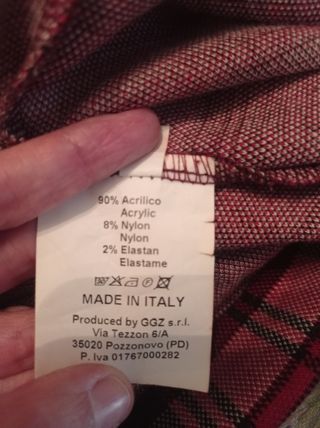 90% Acrilico
Acrylic
8% Nylon
Nylon
2% Elastan
Elastame
MADE IN ITALY
Produced by GGZ s.r.l.
Via Tezzon 6/A
35020 Pozzonovo (PD)
P. Iva 01767000282